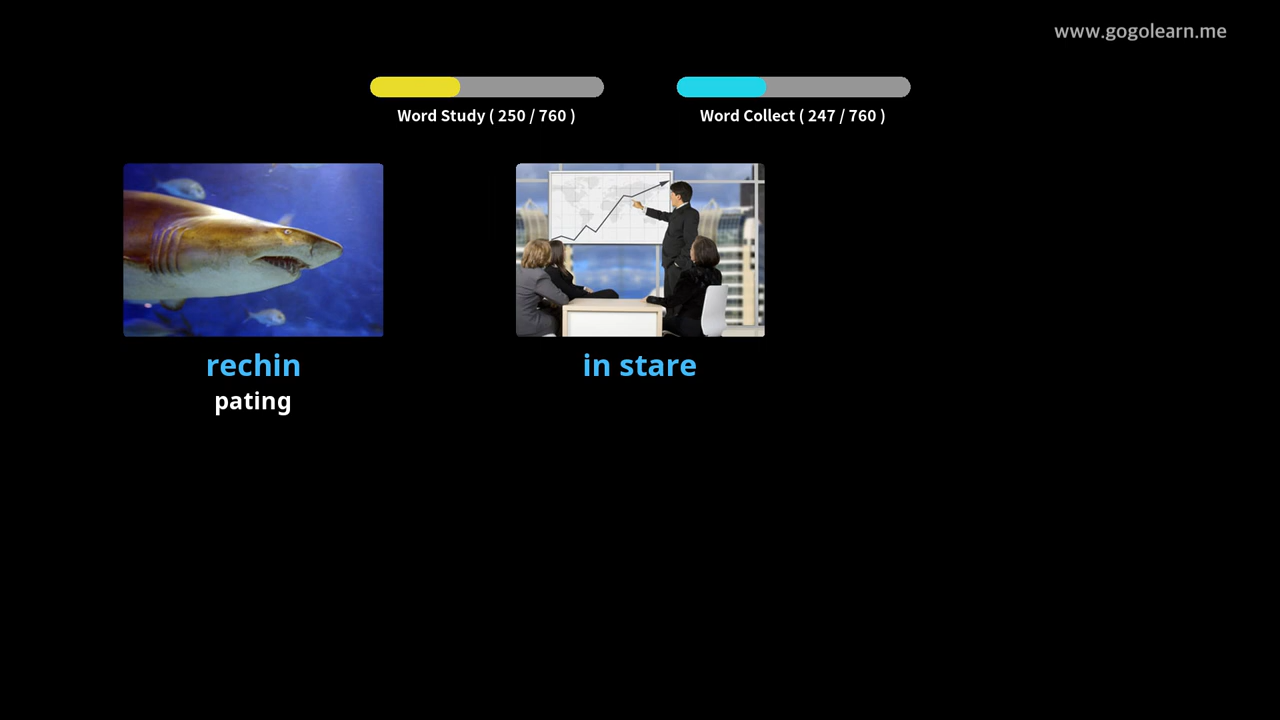 www.gogolearn.me
Word Study ( 250 / 760 )
Word Collect ( 247 / 760 )
rechin
pating
in stare